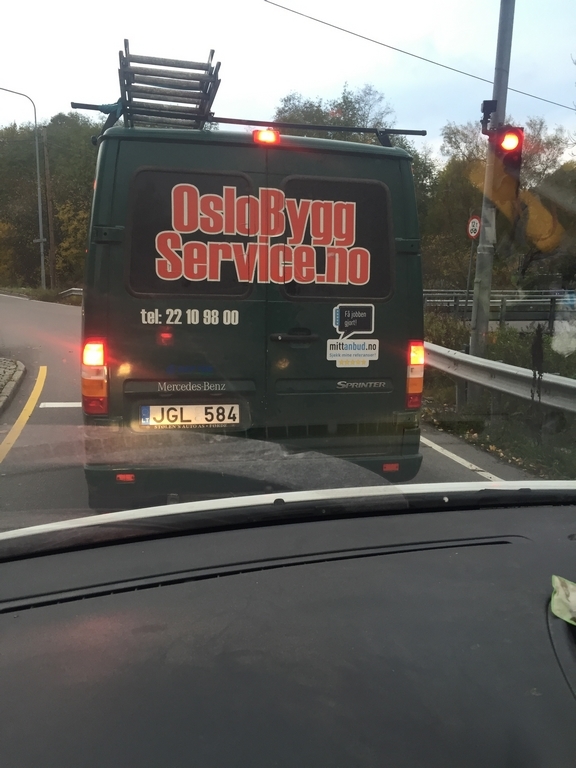 OsloBygg
Service.no
tel: 22 10 98 00
Få jobben
gjort!
mittanbud.no
Mercedes-Benz
SPRINTER
JGL 584